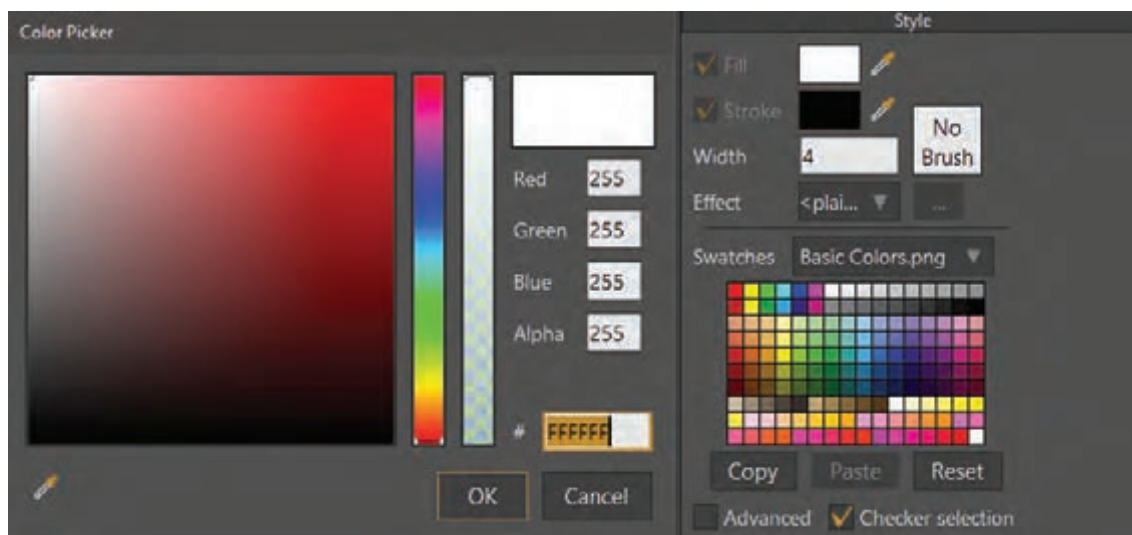 Color Picker
Red 255
Green 255
Blue 255
Alpha 255
# FFFFFF
OK Cancel
Style
Fill
Stroke
No
Brush
Width 4
Effect <plai... ...
Swatches Basic Colors.png
Copy Paste Reset
Advanced Checker selection